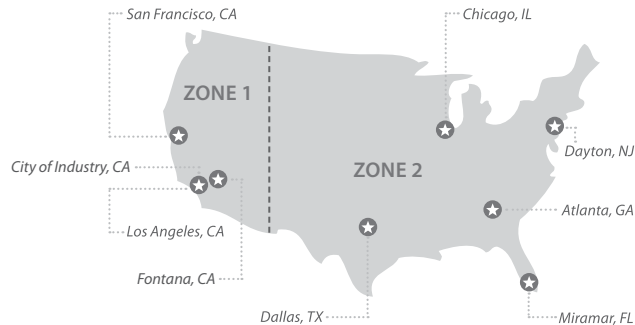 San Francisco, CA
Chicago, IL
ZONE 1
Dayton, NJ
City of Industry, CA
ZONE 2
Atlanta, GA
Los Angeles, CA
Fontana, CA
Dallas, TX
Miramar, FL